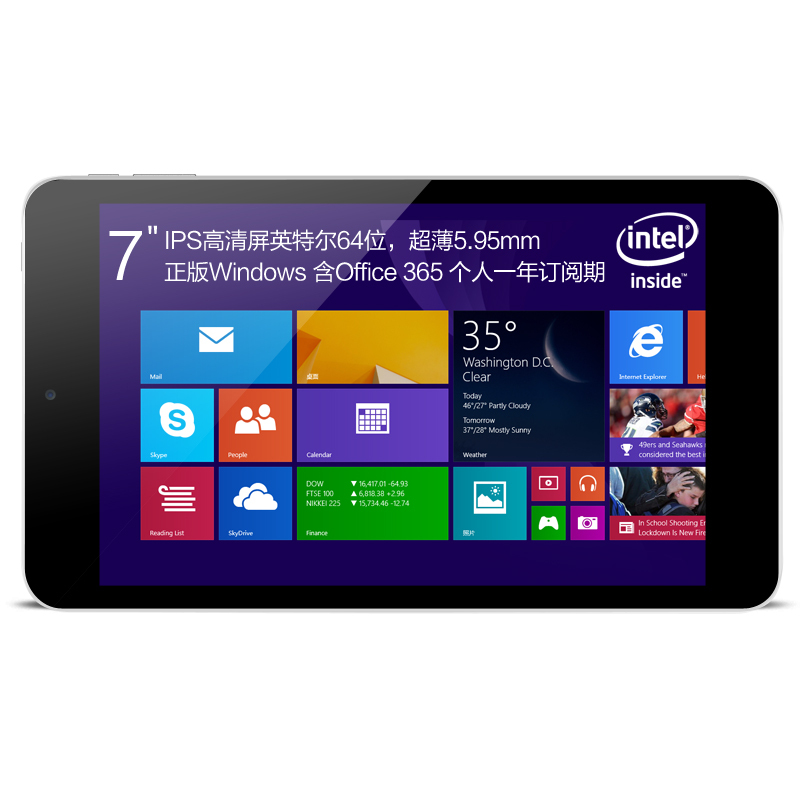 7"
IPS高清屏英特尔64位，超薄5.95mm
正版Windows 含Office 365 个人一年订阅期
intel®
inside™
Mail
桌面
35°
Washington D.C.
Clear
Today
46°/27° Partly Cloudy
Tomorrow
37°/28° Mostly Sunny
Weather
Internet Explorer
He
Skype
People
Calendar
49ers and Seahawks
considered the best i
Reading List
SkyDrive
DOW ▼ 16,417.01 -64.93
FTSE 100 ▲ 6,818.38 +2.96
NIKKEI 225 ▼ 15,734.46 -12.74
Finance
照片
In School Shooting E
Lockdown Is New Fire